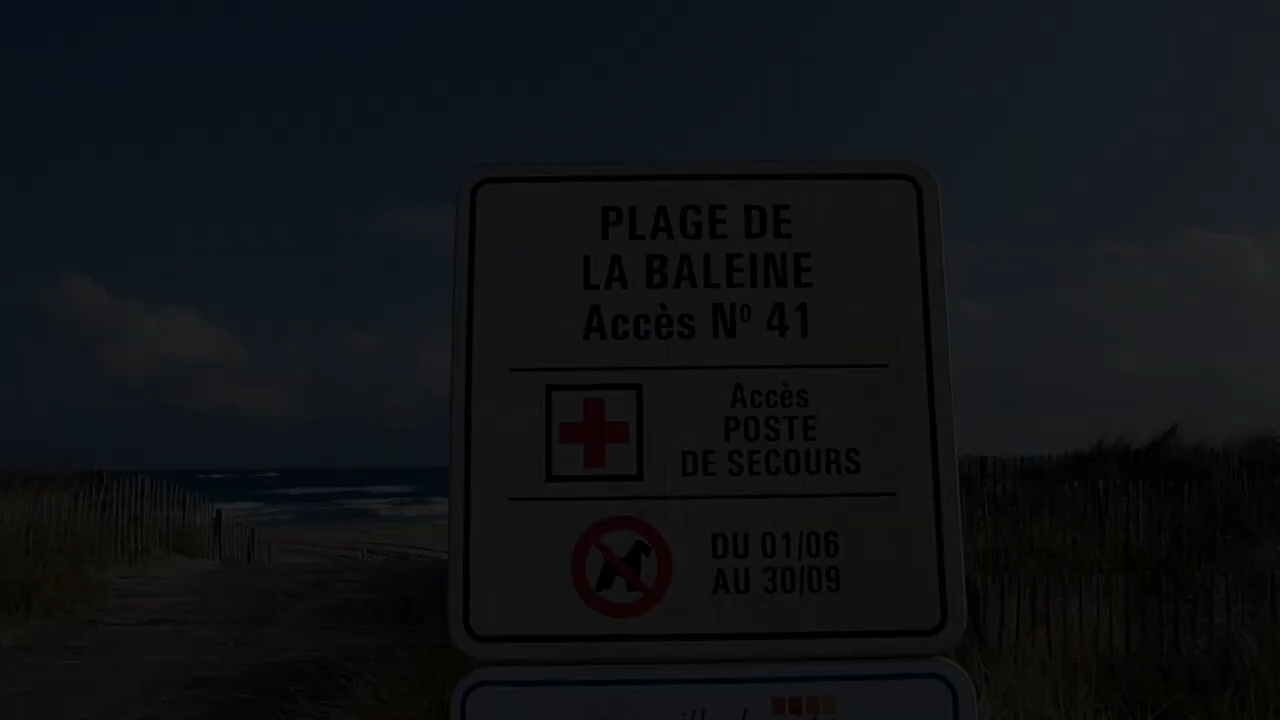 PLAGE DE
LA BALEINE
Accès Nº 41
Accès
POSTE
DE SECOURS
DU 01/06
AU 30/09